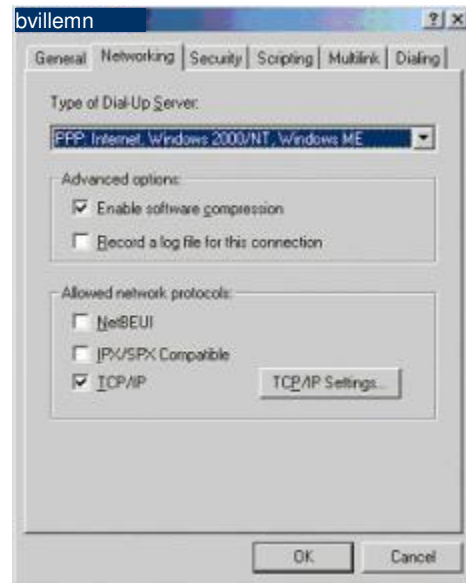 bvillemn
General Networking Security Scripting Multilink Dialing
Type of Dial-Up Server:
PPP: Internet, Windows 2000/NT, Windows ME
Advanced options:
Enable software compression
Record a log file for this connection
Allowed network protocols:
NetBEUI
IPX/SPX Compatible
TCP/IP
TCP/IP Settings...
OK Cancel